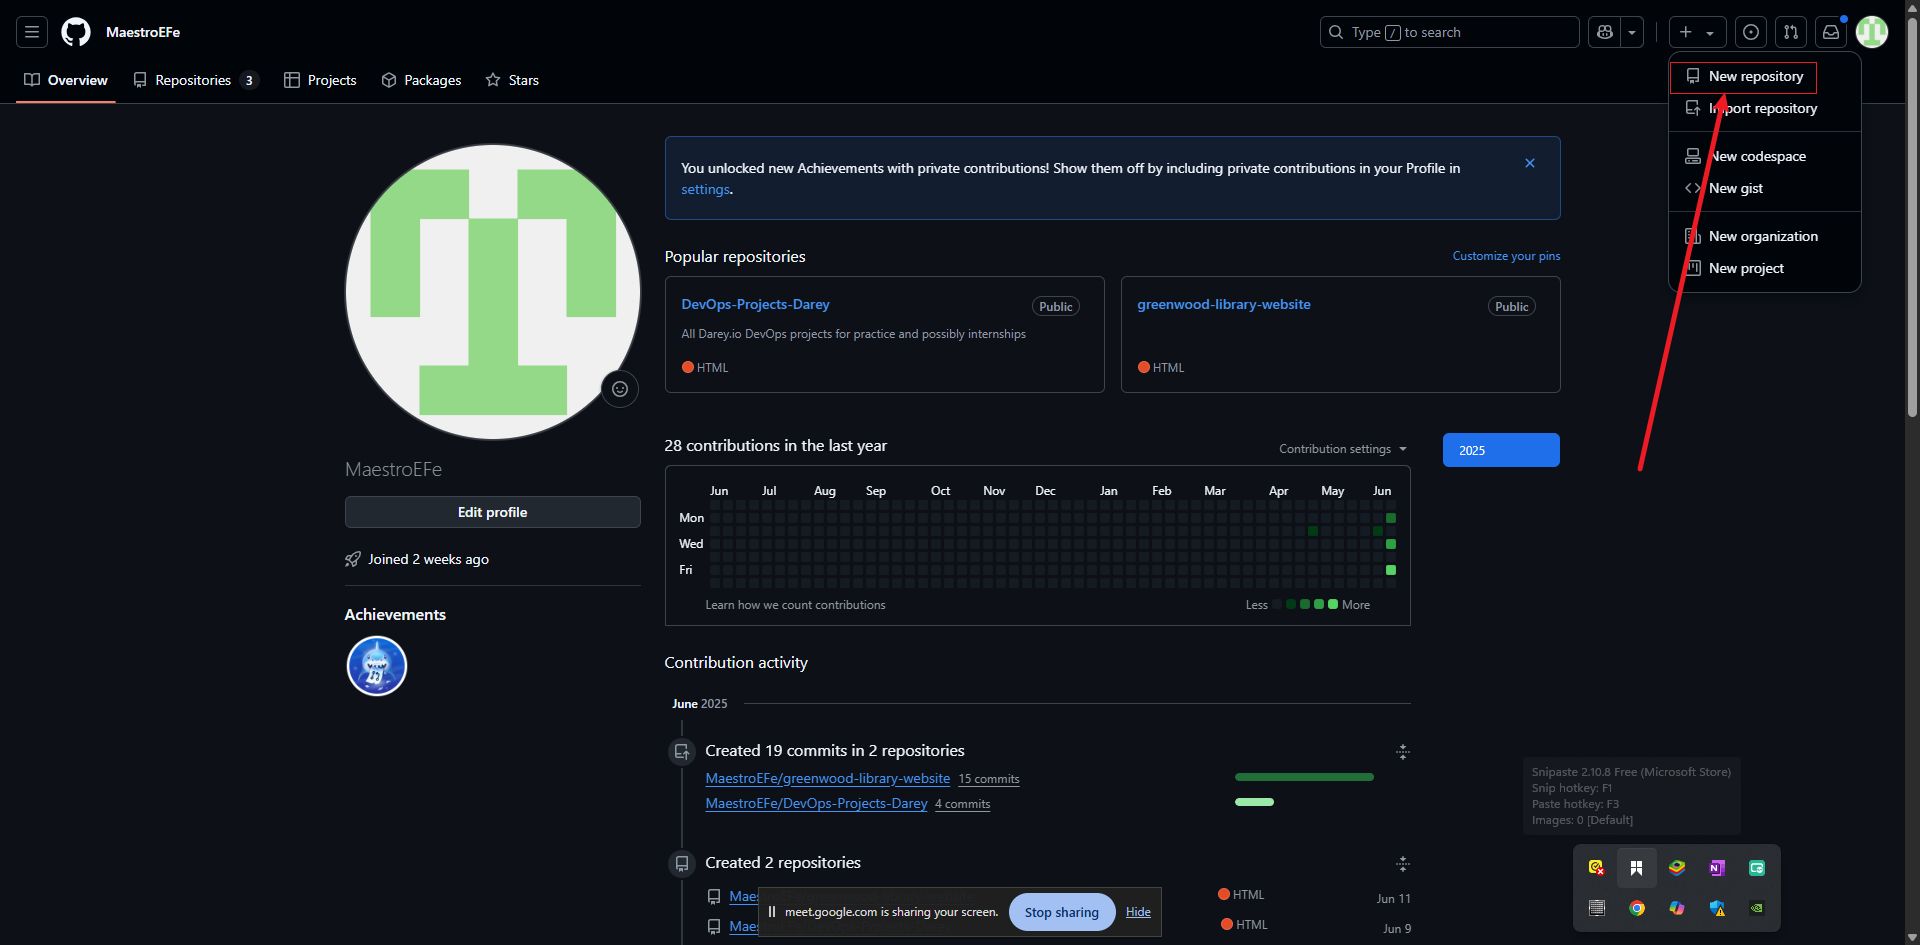 MaestroEFe
Type / to search
Overview
Repositories 3
Projects
Packages
Stars
New repository
Import repository
New codespace
New gist
New organization
New project
You unlocked new Achievements with private contributions! Show them off by including private contributions in your Profile in
settings.
Popular repositories
Customize your pins
DevOps-Projects-Darey
Public
All Darey.io DevOps projects for practice and possibly internships
HTML
greenwood-library-website
Public
HTML
MaestroEFe
Edit profile
Joined 2 weeks ago
Achievements
28 contributions in the last year
Contribution settings
2025
Jun Jul Aug Sep Oct Nov Dec Jan Feb Mar Apr May Jun
Mon
Wed
Fri
Learn how we count contributions
Less More
Contribution activity
June 2025
Created 19 commits in 2 repositories
MaestroEFe/greenwood-library-website 15 commits
MaestroEFe/DevOps-Projects-Darey 4 commits
Created 2 repositories
Maes
HTML
Jun 11
Maes
HTML
Jun 9
meet.google.com is sharing your screen.
Stop sharing
Hide
Snipaste 2.10.8 Free (Microsoft Store)
Snip hotkey: F1
Paste hotkey: F3
Images: 0 [Default]